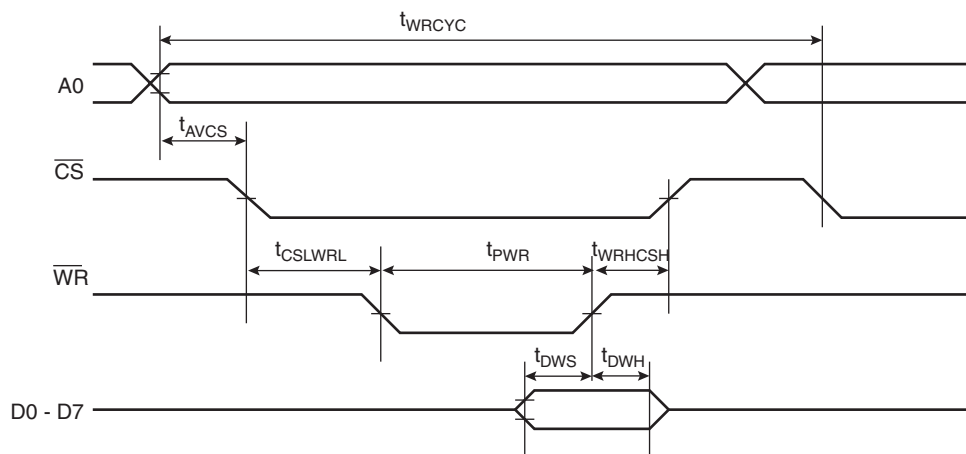 tWRCYC
A0
tAVCS
CS
tCSLWRL
tPWR
tWRHCSH
WR
tDWS
tDWH
D0 - D7